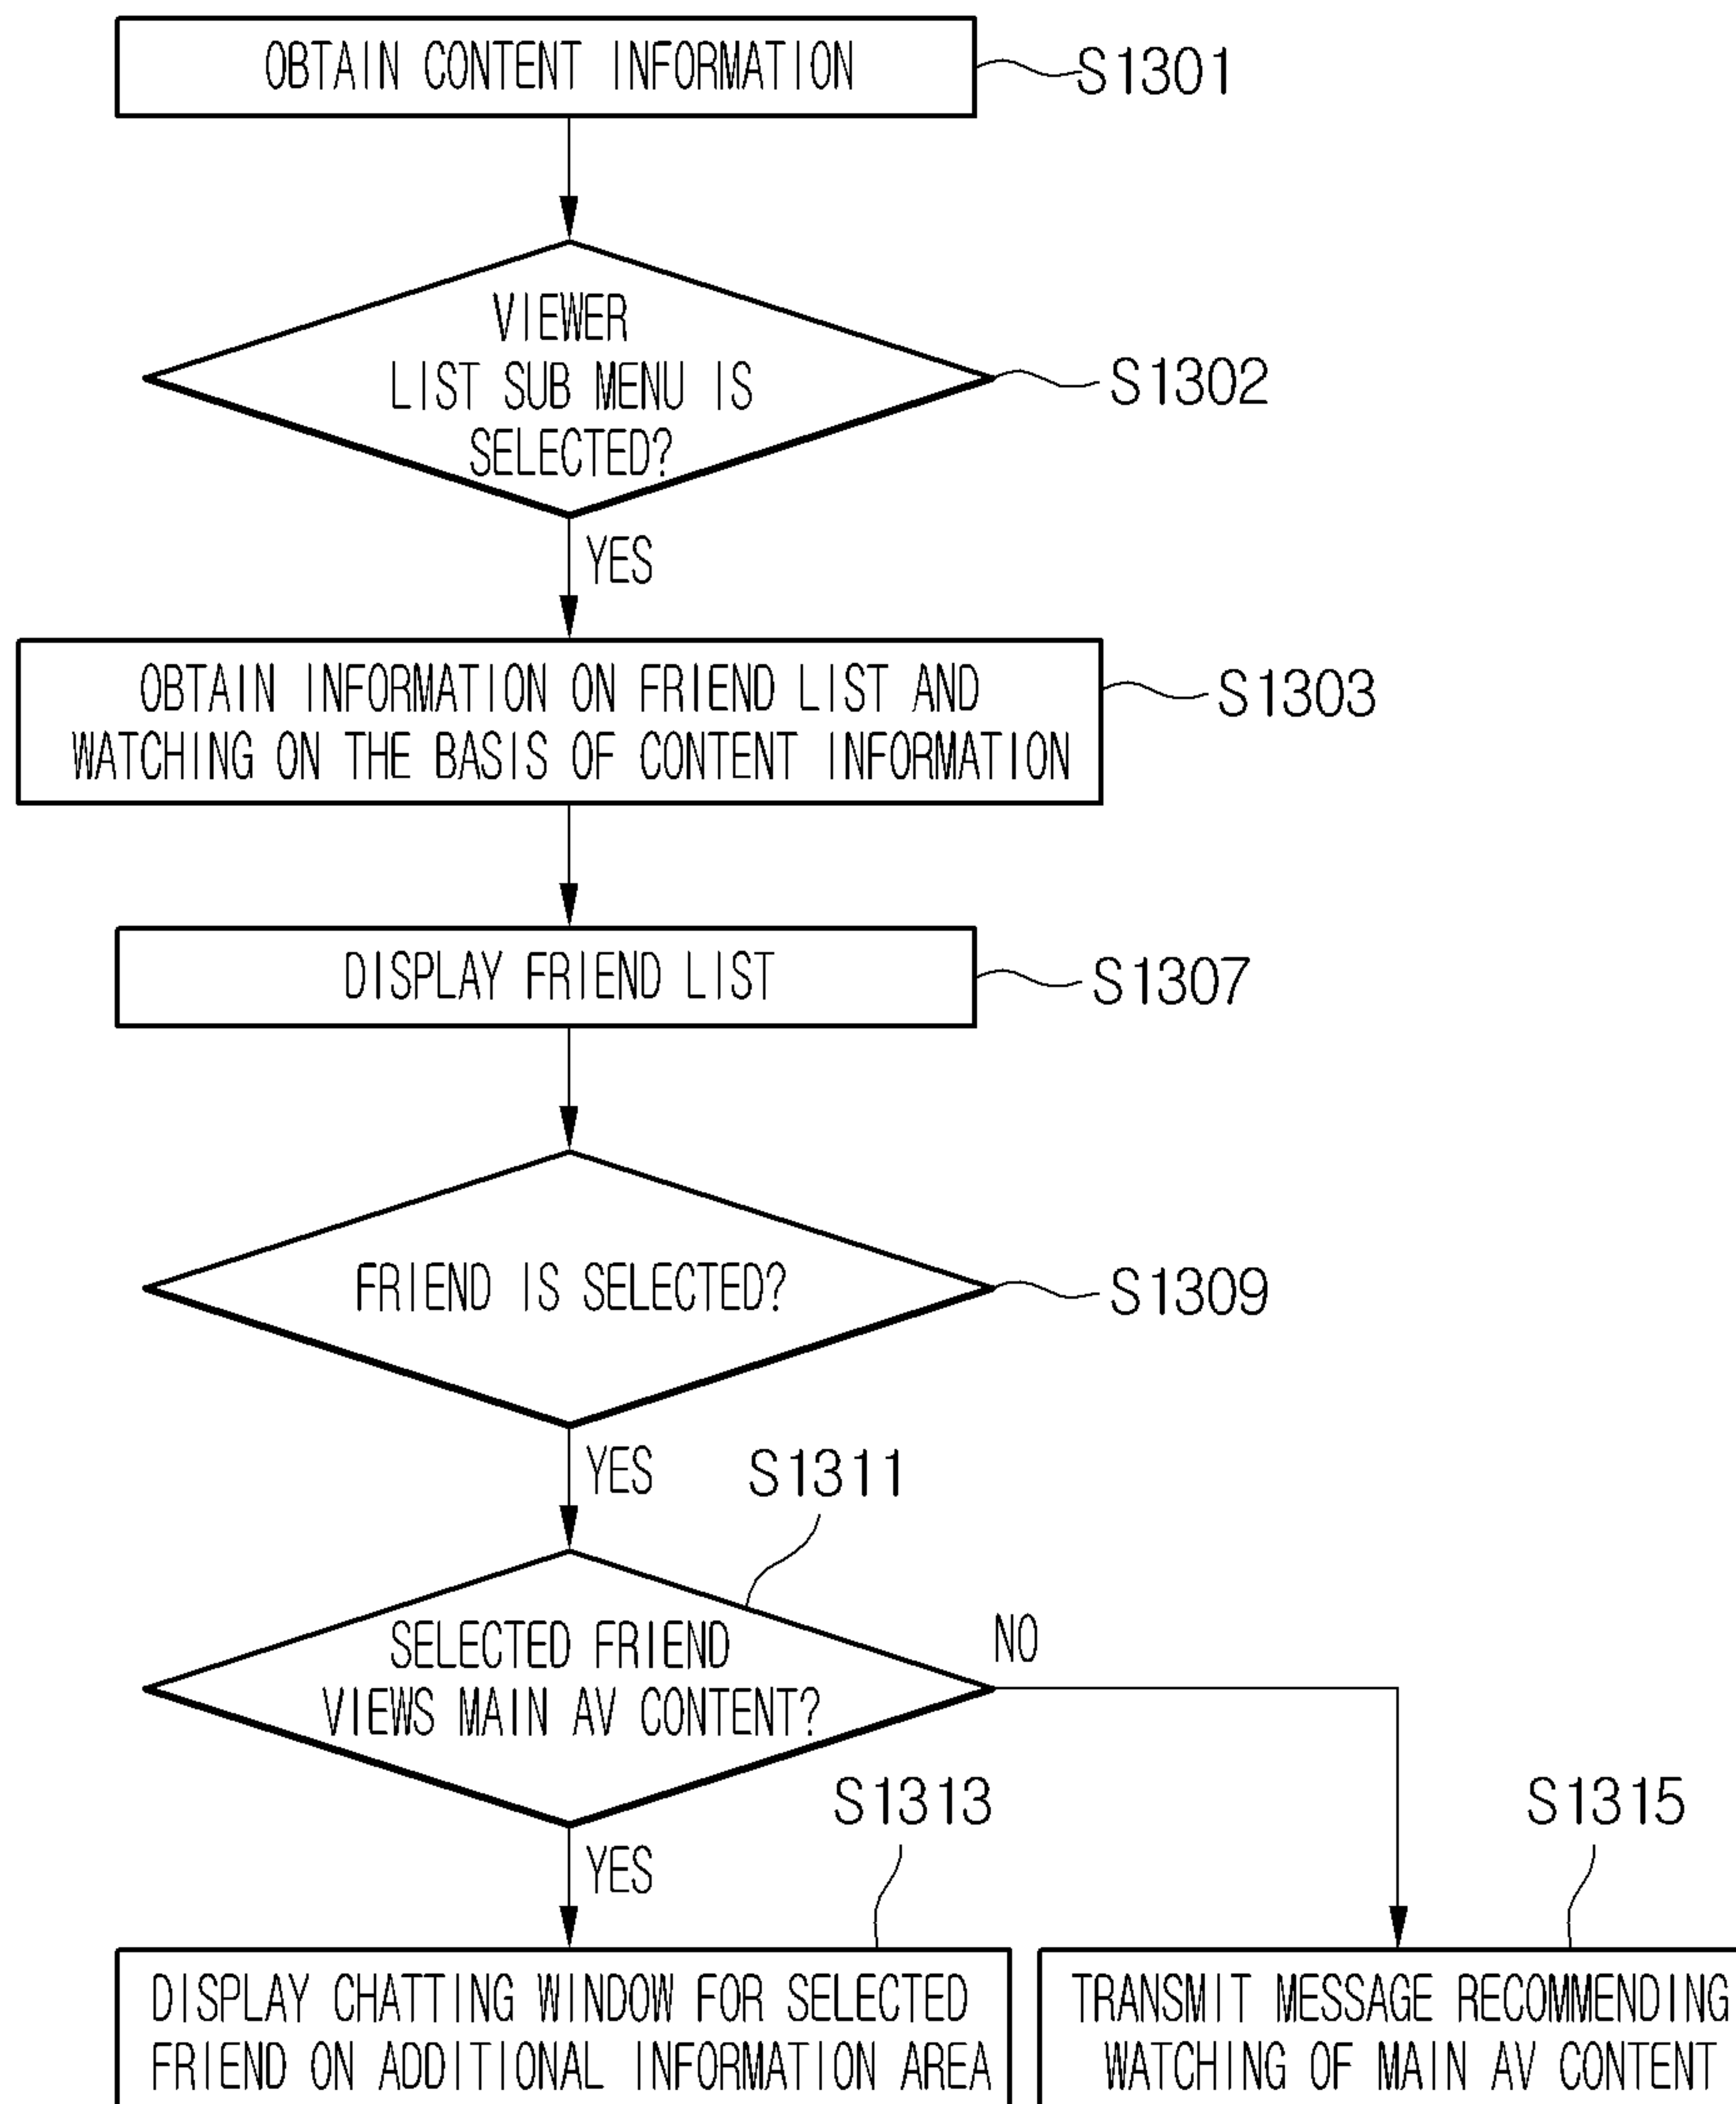 OBTAIN CONTENT INFORMATION
S1301
VIEWER
LIST SUB MENU IS
SELECTED?
S1302
YES
OBTAIN INFORMATION ON FRIEND LIST AND
WATCHING ON THE BASIS OF CONTENT INFORMATION
S1303
DISPLAY FRIEND LIST
S1307
FRIEND IS SELECTED?
S1309
YES
S1311
SELECTED FRIEND
VIEWS MAIN AV CONTENT?
NO
YES
S1313
S1315
DISPLAY CHATTING WINDOW FOR SELECTED
FRIEND ON ADDITIONAL INFORMATION AREA
TRANSMIT MESSAGE RECOMMENDING
WATCHING OF MAIN AV CONTENT